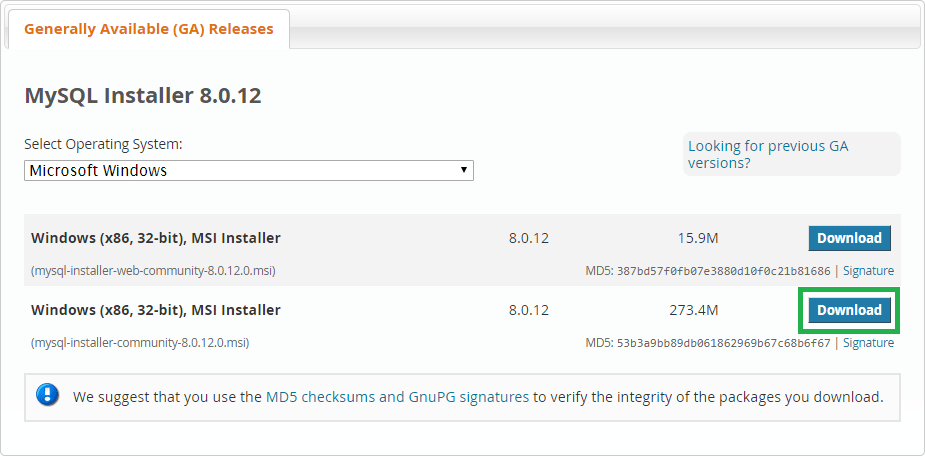 Generally Available (GA) Releases
MySQL Installer 8.0.12
Select Operating System:
Microsoft Windows
Looking for previous GA
versions?
Windows (x86, 32-bit), MSI Installer 8.0.12 15.9M Download
(mysql-installer-web-community-8.0.12.0.msi) MD5: 387bd57f0fb07e3880d10f0c21b81686 | Signature
Windows (x86, 32-bit), MSI Installer 8.0.12 273.4M Download
(mysql-installer-community-8.0.12.0.msi) MD5: 53b3a9bb89db061862969b67c68b6f67 | Signature
We suggest that you use the MD5 checksums and GnuPG signatures to verify the integrity of the packages you download.